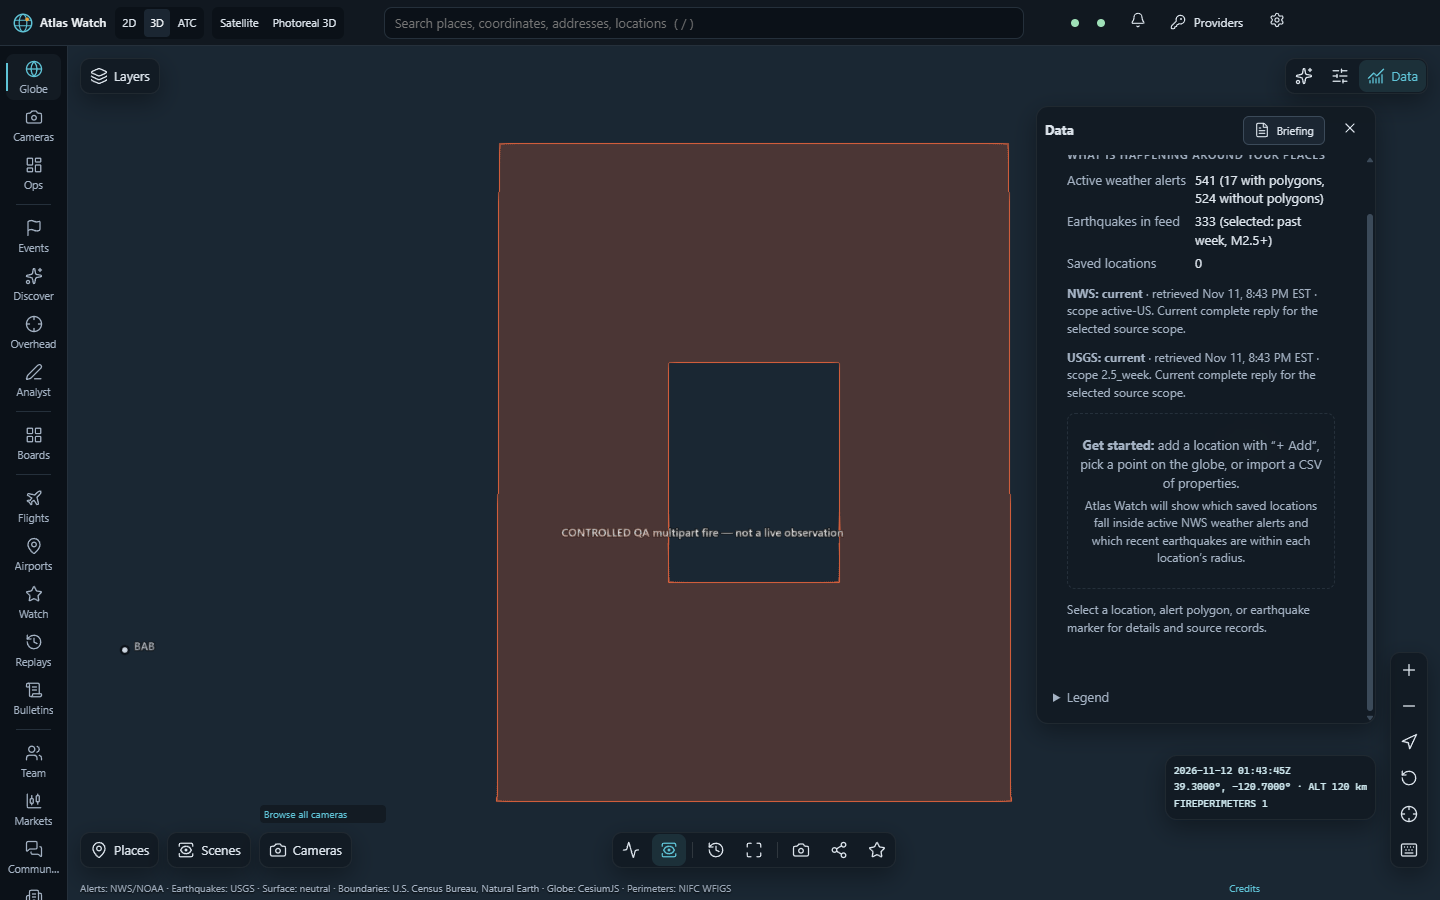 Atlas Watch
2D
3D
ATC
Satellite
Photoreal 3D
Search places, coordinates, addresses, locations ( / )
Providers
Globe
Cameras
Ops
Events
Discover
Overhead
Analyst
Boards
Flights
Airports
Watch
Replays
Bulletins
Team
Markets
Commun...
Layers
Data
Data
Briefing
WHAT IS HAPPENING AROUND YOUR PLACES
Active weather alerts 541 (17 with polygons,
524 without polygons)
Earthquakes in feed 333 (selected: past
week, M2.5+)
Saved locations 0
NWS: current · retrieved Nov 11, 8:43 PM EST ·
scope active-US. Current complete reply for the
selected source scope.
USGS: current · retrieved Nov 11, 8:43 PM EST ·
scope 2.5_week. Current complete reply for the
selected source scope.
Get started: add a location with “+ Add”,
pick a point on the globe, or import a CSV
of properties.
Atlas Watch will show which saved locations
fall inside active NWS weather alerts and
which recent earthquakes are within each
location’s radius.
Select a location, alert polygon, or earthquake
marker for details and source records.
Legend
CONTROLLED QA multipart fire — not a live observation
BAB
2026-11-12 01:43:45Z
39.3000°, -120.7000° · ALT 120 km
FIREPERIMETERS 1
Browse all cameras
Places
Scenes
Cameras
Alerts: NWS/NOAA · Earthquakes: USGS · Surface: neutral · Boundaries: U.S. Census Bureau, Natural Earth · Globe: CesiumJS · Perimeters: NIFC WFIGS
Credits